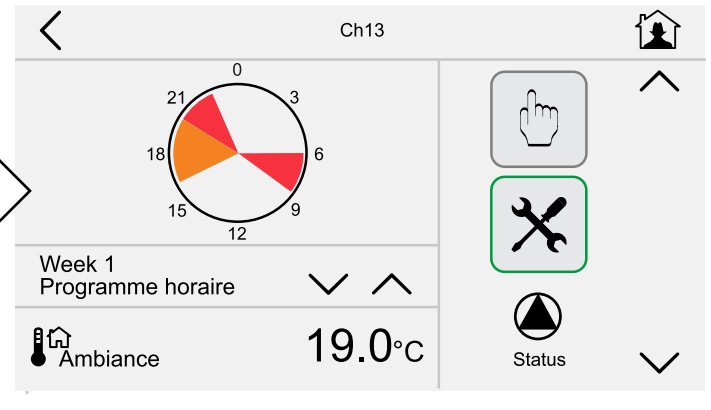 Ch13
0
21
3
18
6
15
9
12
Week 1
Programme horaire
Ambiance
19.0°C
Status